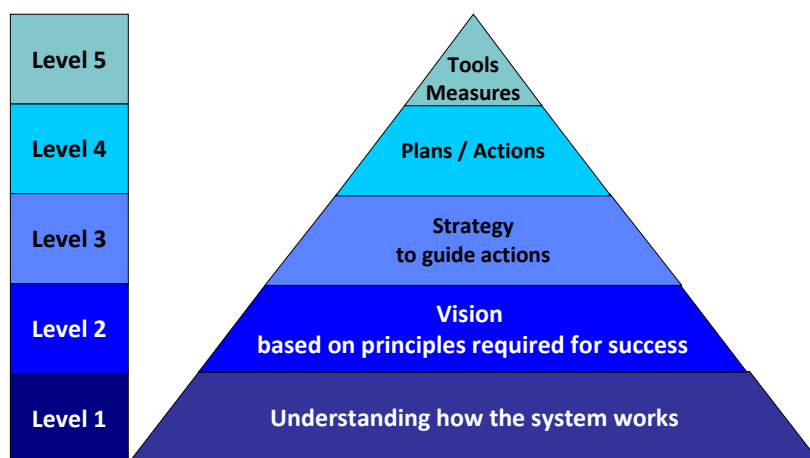 Level 5
Tools
Measures
Level 4
Plans / Actions
Level 3
Strategy
to guide actions
Level 2
Vision
based on principles required for success
Level 1
Understanding how the system works